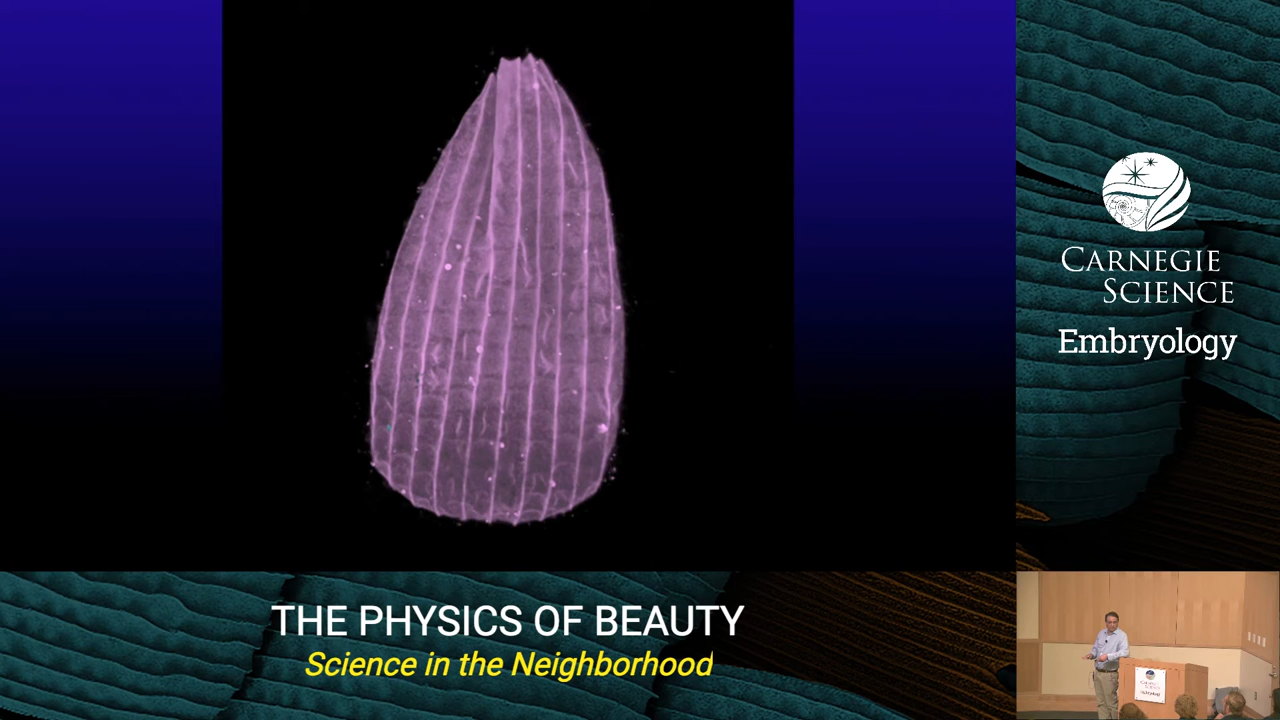 CARNEGIE
SCIENCE
Embryology
THE PHYSICS OF BEAUTY
Science in the Neighborhood